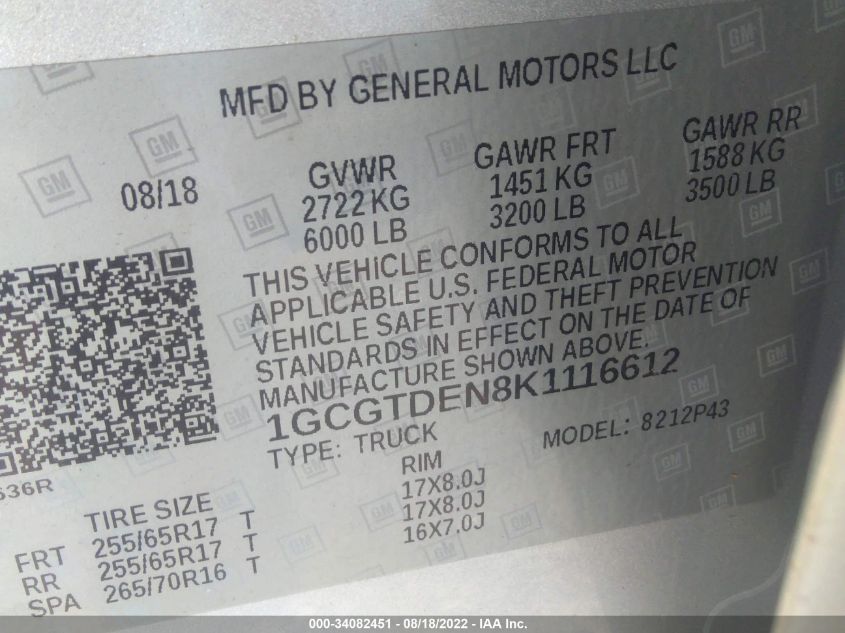 MFD BY GENERAL MOTORS LLC
08/18 GVWR GAWR FRT GAWR RR
2722 KG 1451 KG 1588 KG
6000 LB 3200 LB 3500 LB
THIS VEHICLE CONFORMS TO ALL
APPLICABLE U.S. FEDERAL MOTOR
VEHICLE SAFETY AND THEFT PREVENTION
STANDARDS IN EFFECT ON THE DATE OF
MANUFACTURE SHOWN ABOVE.
1GCGTDEN8K1116612
TYPE: TRUCK MODEL: 8212P43
636R
TIRE SIZE RIM
FRT 255/65R17 T 17X8.0J
RR 255/65R17 T 17X8.0J
SPA 265/70R16 T 16X7.0J
GM
000-34082451 - 08/18/2022 - IAA Inc.